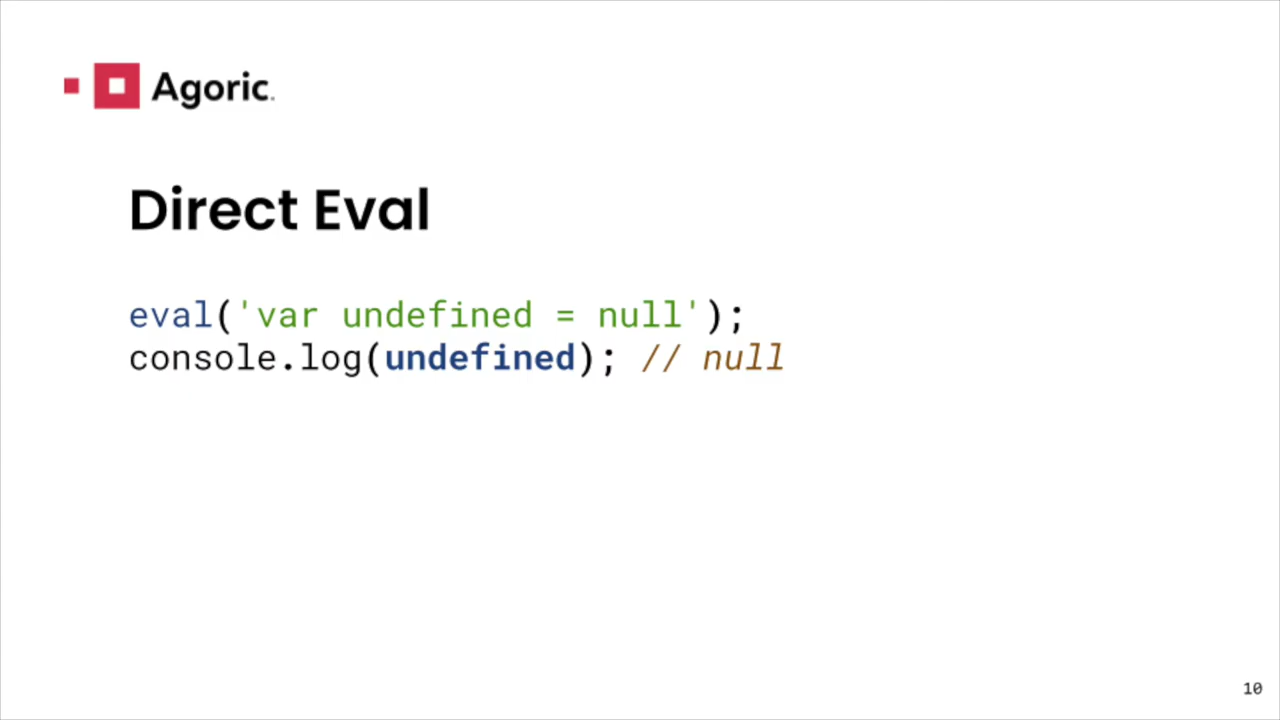 Agoric.
Direct Eval
eval('var undefined = null');
console.log(undefined); // null
10